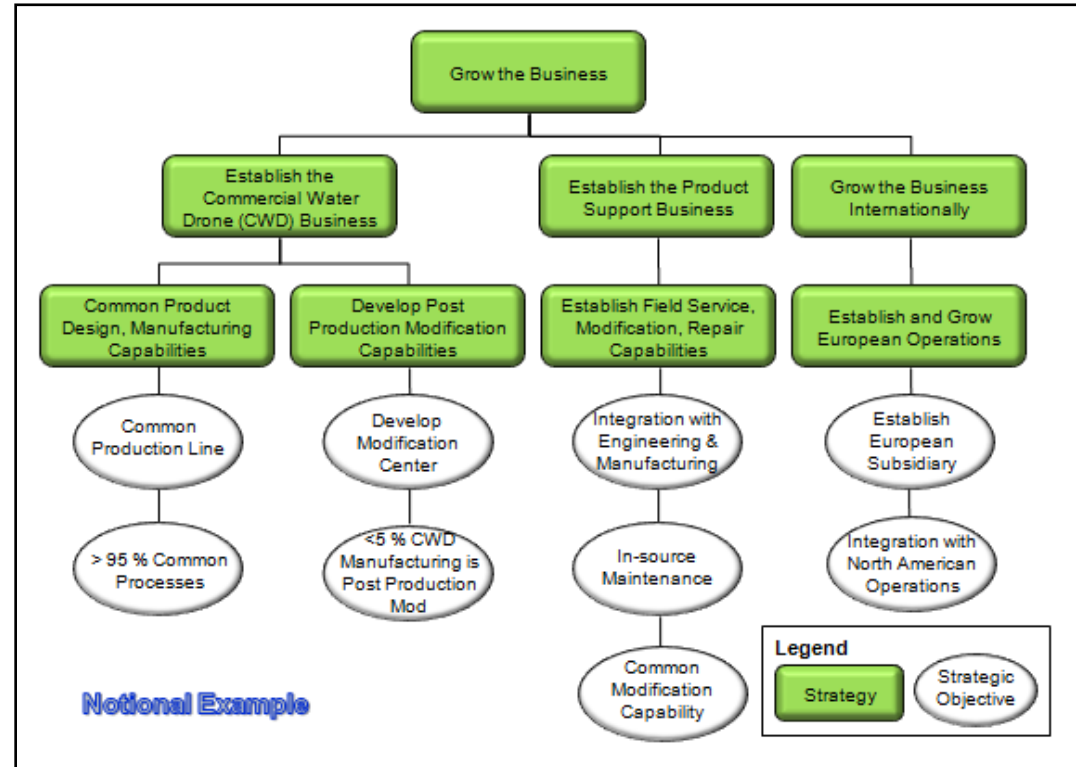 Grow the Business
Establish the
Commercial Water
Drone (CWD) Business
Establish the Product
Support Business
Grow the Business
Internationally
Common Product
Design, Manufacturing
Capabilities
Develop Post
Production Modification
Capabilities
Establish Field Service,
Modification, Repair
Capabilities
Establish and Grow
European Operations
Common
Production Line
Develop
Modification
Center
Integration with
Engineering &
Manufacturing
Establish
European
Subsidiary
> 95 % Common
Processes
<5 % CWD
Manufacturing is
Post Production
Mod
In-source
Maintenance
Integration with
North American
Operations
Common
Modification
Capability
Legend
Strategy
Strategic
Objective
Notional Example